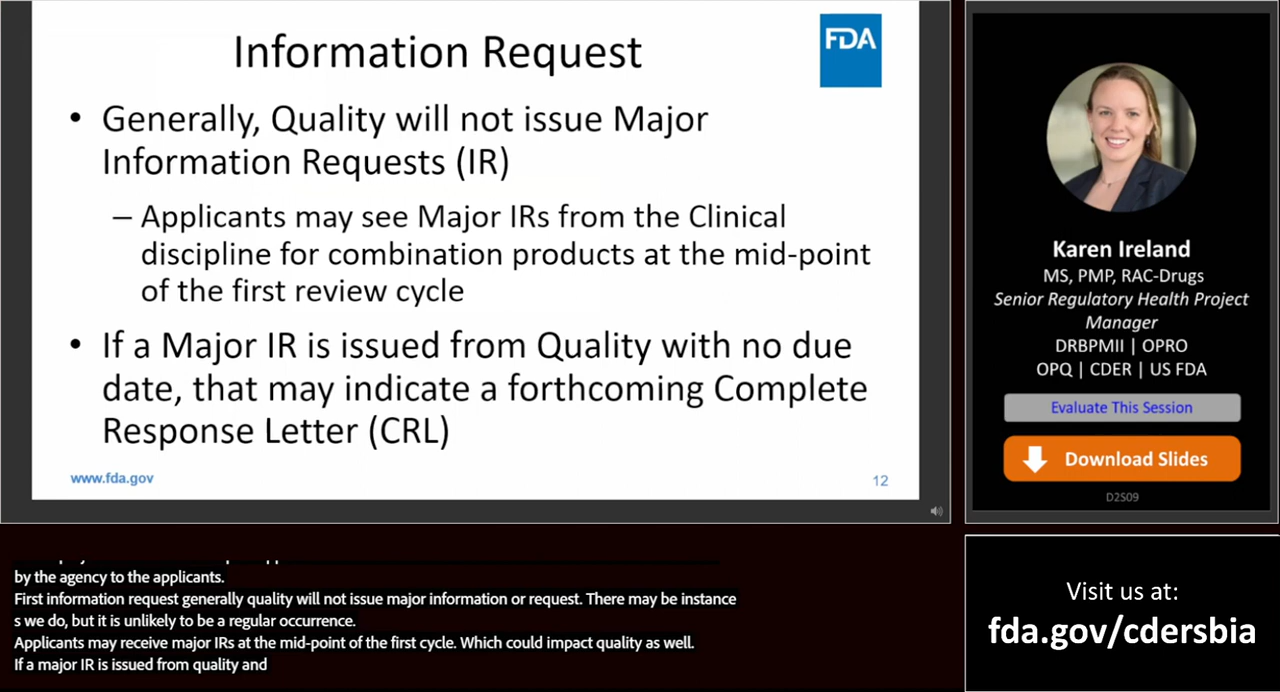 Information Request
FDA
• Generally, Quality will not issue Major
Information Requests (IR)
– Applicants may see Major IRs from the Clinical
discipline for combination products at the mid-point
of the first review cycle
• If a Major IR is issued from Quality with no due
date, that may indicate a forthcoming Complete
Response Letter (CRL)
www.fda.gov
12
Karen Ireland
MS, PMP, RAC-Drugs
Senior Regulatory Health Project
Manager
DRBPMII | OPRO
OPQ | CDER | US FDA
Evaluate This Session
Download Slides
D2S09
by the agency to the applicants.
First information request generally quality will not issue major information or request. There may be instance
s we do, but it is unlikely to be a regular occurrence.
Applicants may receive major IRs at the mid-point of the first cycle. Which could impact quality as well.
If a major IR is issued from quality and
Visit us at:
fda.gov/cdersbia